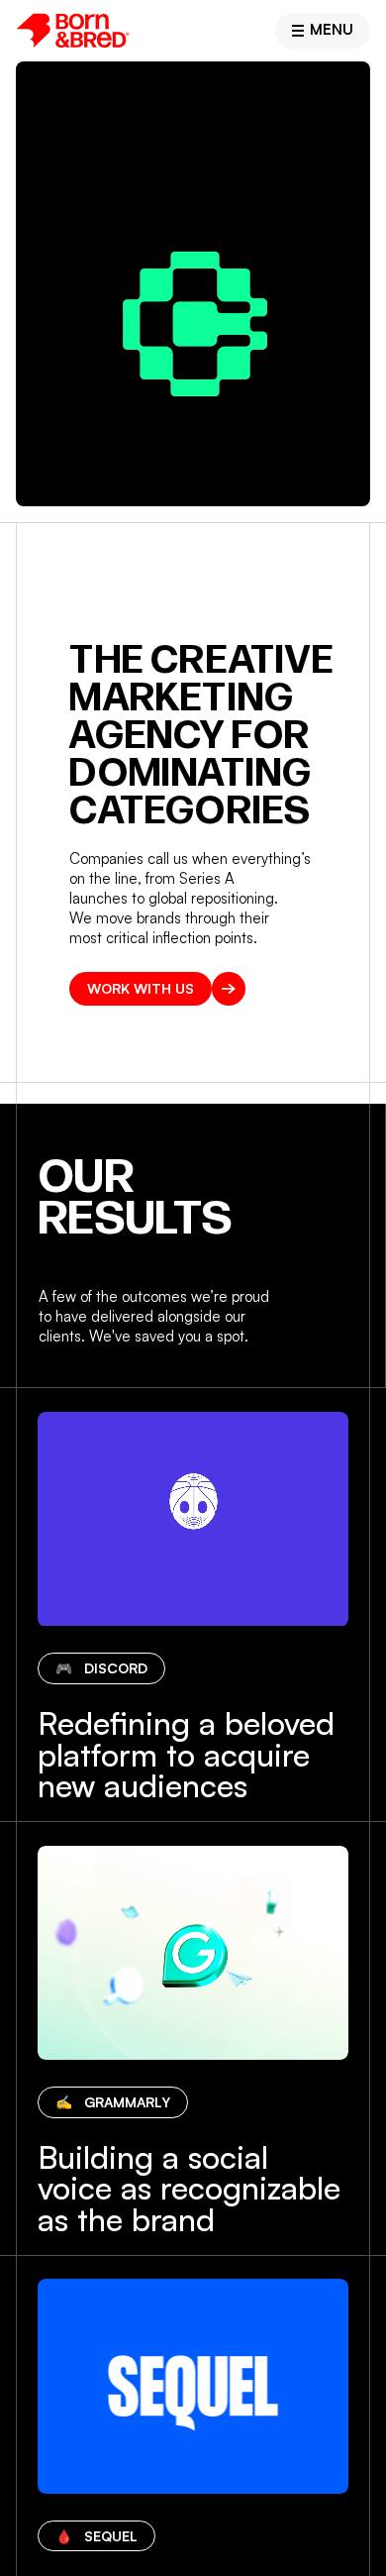 BORN
&BRED
MENU
THE CREATIVE
MARKETING
AGENCY FOR
DOMINATING
CATEGORIES
Companies call us when everything’s
on the line, from Series A
launches to global repositioning.
We move brands through their
most critical inflection points.
WORK WITH US
OUR
RESULTS
A few of the outcomes we’re proud
to have delivered alongside our
clients. We've saved you a spot.
DISCORD
Redefining a beloved
platform to acquire
new audiences
G
GRAMMARLY
Building a social
voice as recognizable
as the brand
SEQUEL
SEQUEL